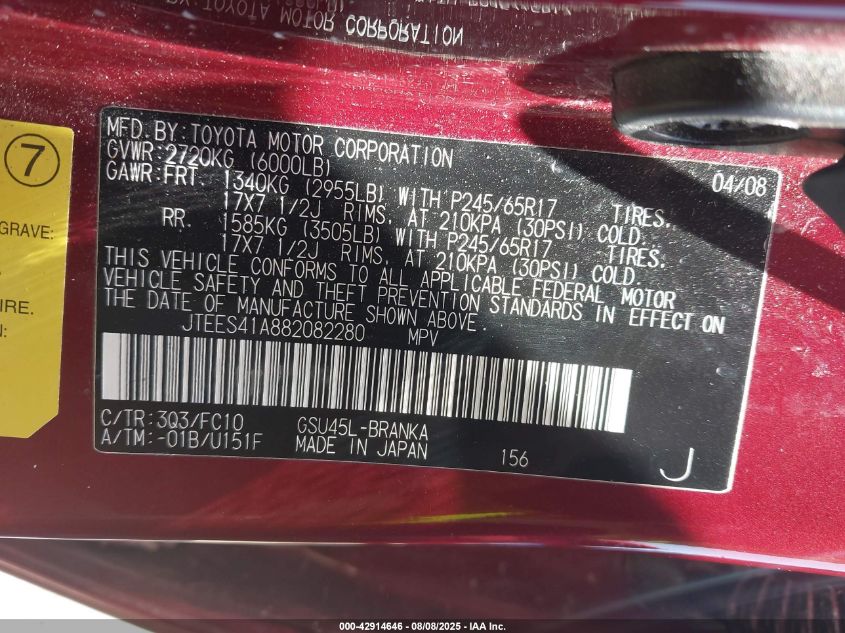 BY: TOYOTA MOTOR CORPORATION
7
GRAVE:
IRE.
MFD. BY: TOYOTA MOTOR CORPORATION
GVWR: 2720KG (6000LB) 04/08
GAWR: FRT. 1340KG (2955LB) WITH P245/65R17 TIRES.
17X7 1/2J RIMS. AT 210KPA (30PSI) COLD.
RR. 1585KG (3505LB) WITH P245/65R17 TIRES.
17X7 1/2J RIMS. AT 210KPA (30PSI) COLD
THIS VEHICLE CONFORMS TO ALL APPLICABLE FEDERAL MOTOR
VEHICLE SAFETY AND THEFT PREVENTION STANDARDS IN EFFECT ON
THE DATE OF MANUFACTURE SHOWN ABOVE.
JTEES41A882082280 MPV
C/TR: 3Q3/FC10 GSU45L-BRANKA
A/TM: -01B/U151F MADE IN JAPAN 156 J
000-42914646 - 08/08/2025 - IAA Inc.